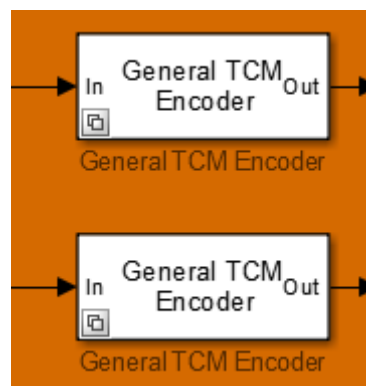 In
General TCM
Encoder
Out
General TCM Encoder
In
General TCM
Encoder
Out
General TCM Encoder